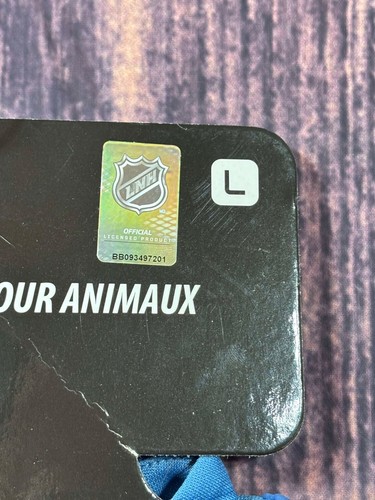 LNH
L
OFFICIAL
LICENSED PRODUCT
BB093497201
OUR ANIMAUX